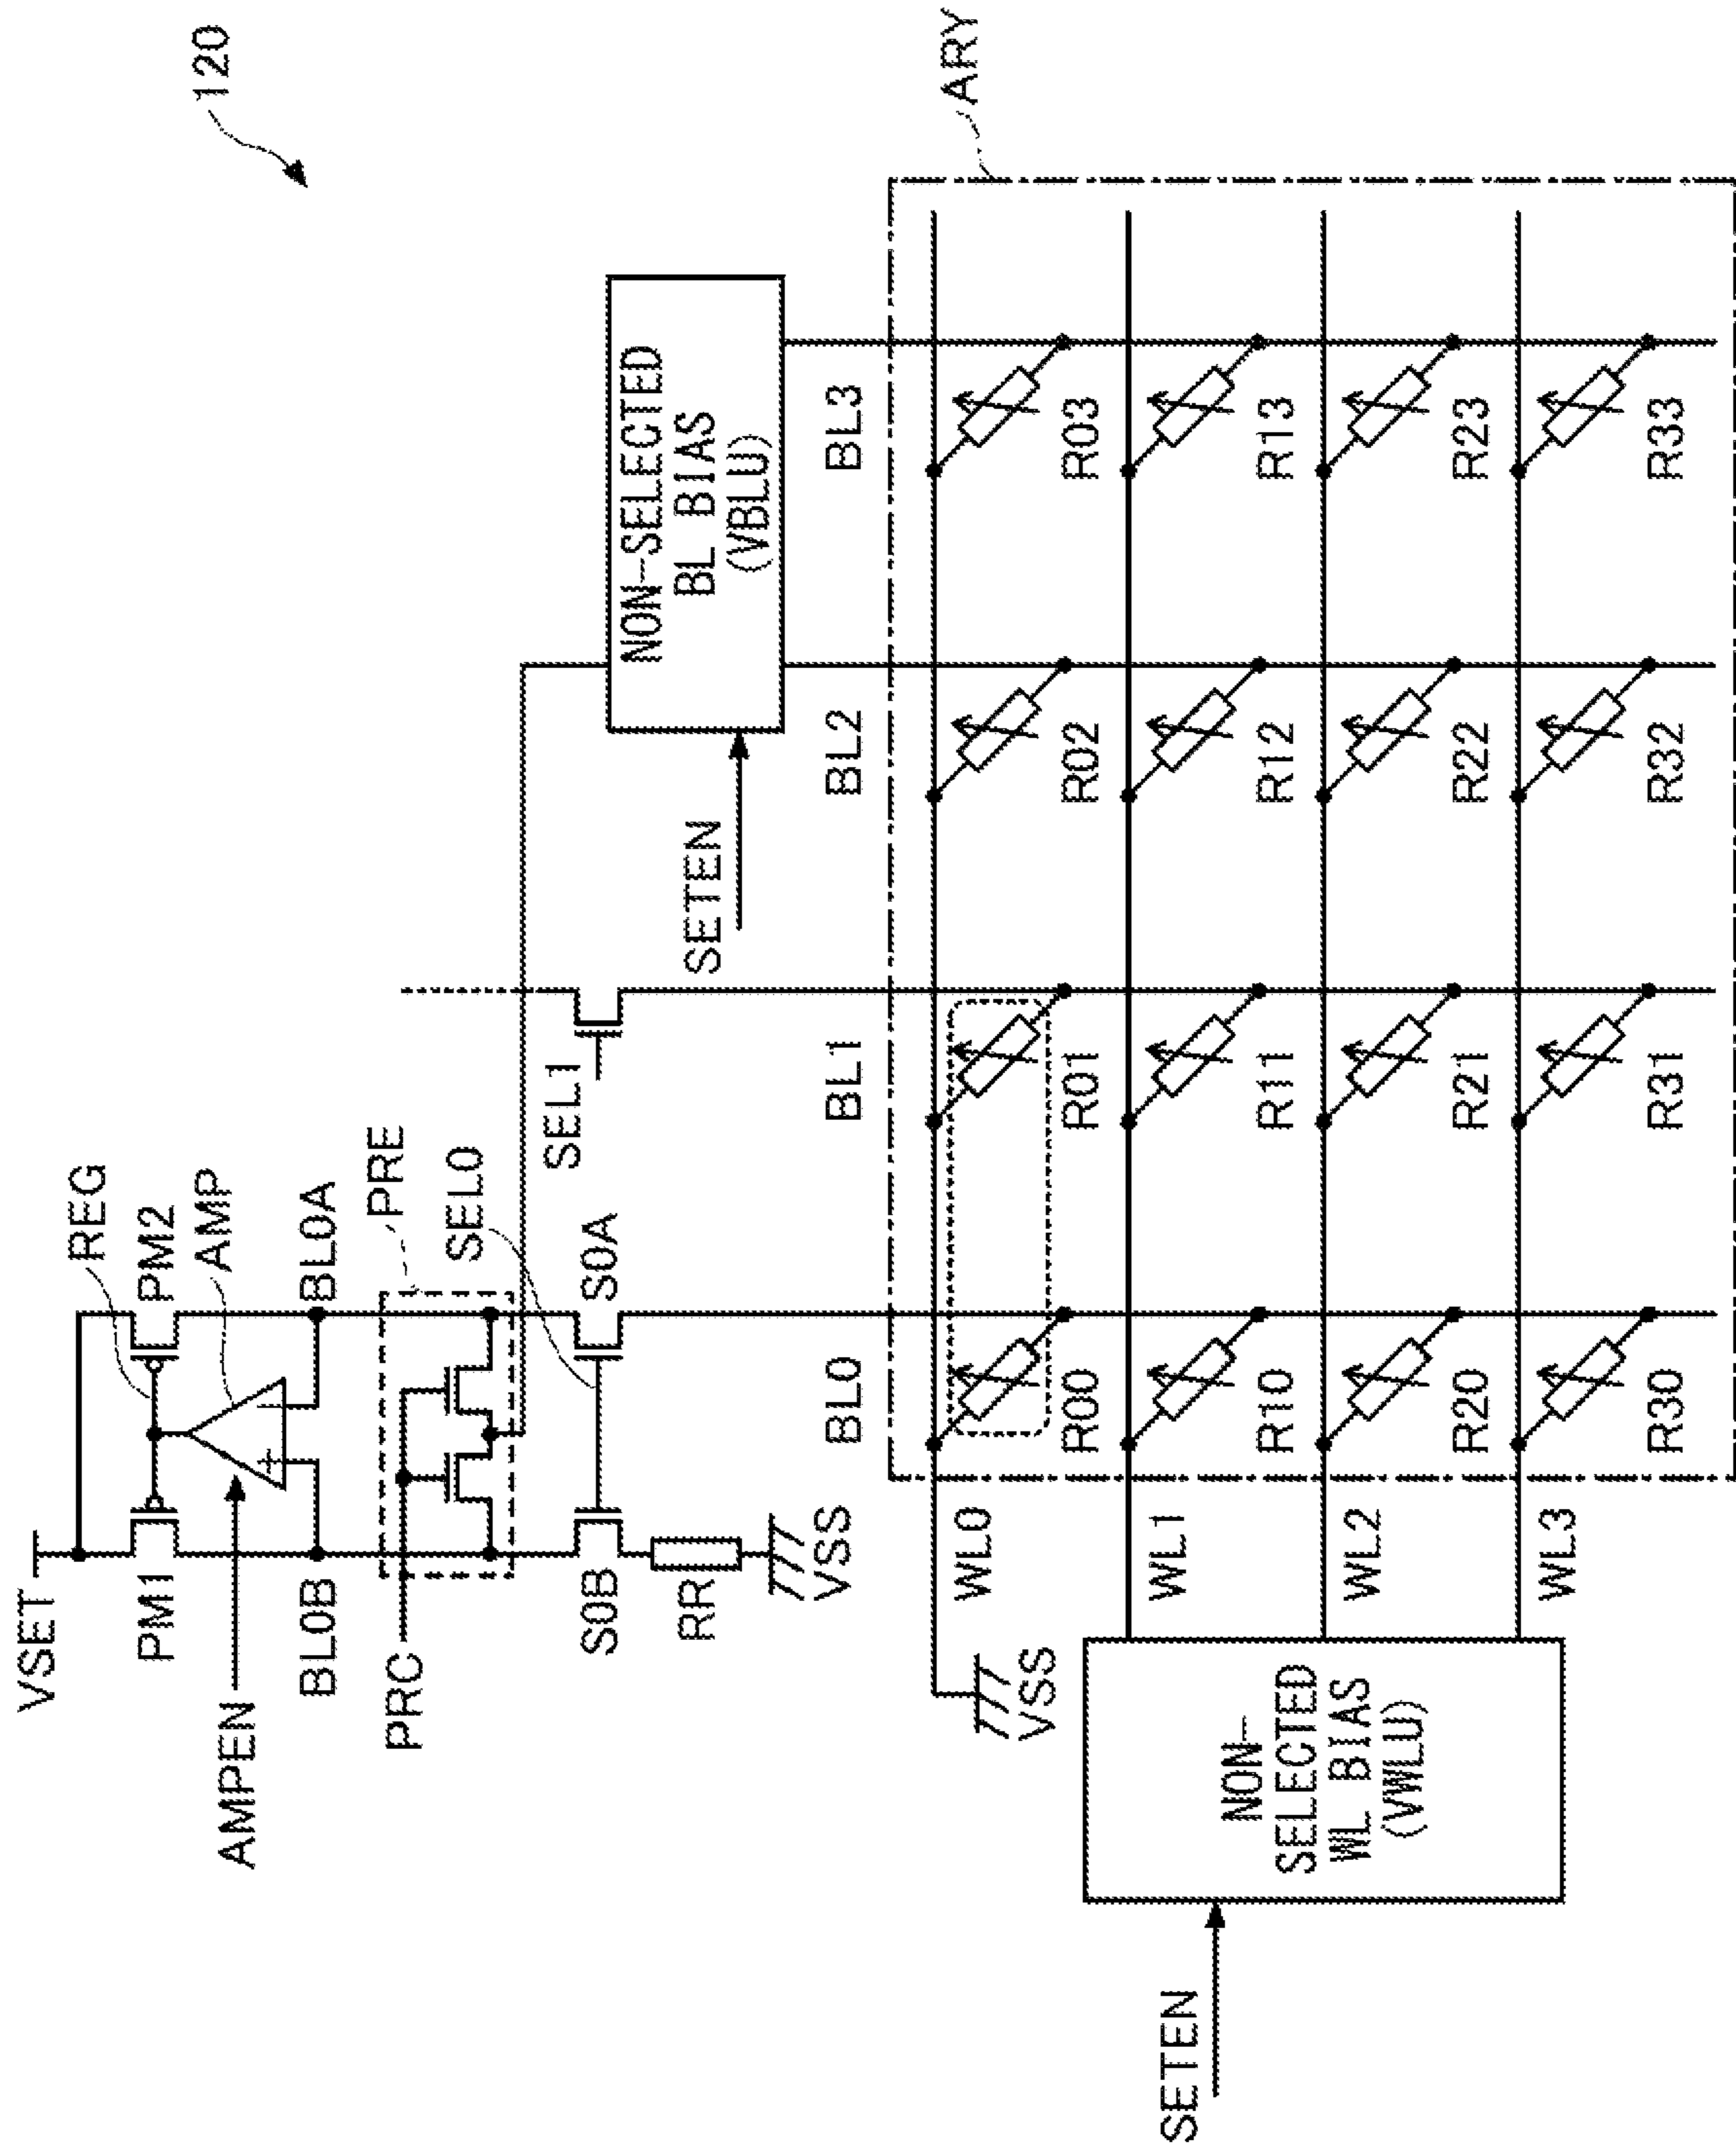 120
VSET
REG
PM1
PM2
AMP
AMPEN
BL0B
BL0A
PRE
PRC
SEL0
SEL1
S0B
S0A
RR
VSS
SETEN
NON-SELECTED
BL BIAS
(VBLU)
BL0
BL1
BL2
BL3
ARY
VSS
WL0
R00
R01
R02
R03
WL1
R10
R11
R12
R13
WL2
R20
R21
R22
R23
WL3
R30
R31
R32
R33
NON-
SELECTED
WL BIAS
(VWLU)
SETEN